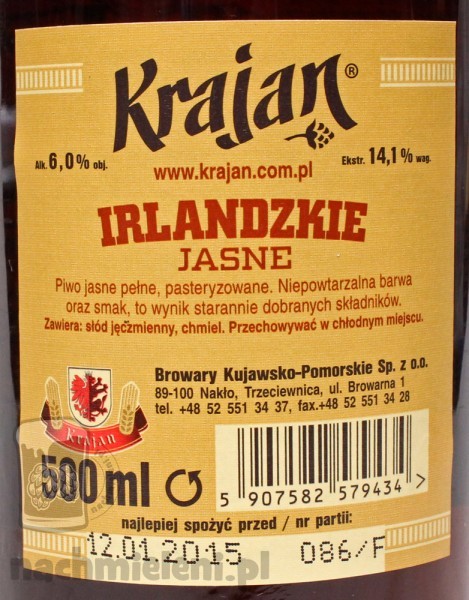 Krajan®
Alk. 6,0% obj.
Ekstr. 14,1% wag.
www.krajan.com.pl
IRLANDZKIE
JASNE
Piwo jasne pełne, pasteryzowane. Niepowtarzalna barwa
oraz smak, to wynik starannie dobranych składników.
Zawiera: słód jęczmienny, chmiel. Przechowywać w chłodnym miejscu.
Browary Kujawsko-Pomorskie Sp. z o.o.
89-100 Nakło, Trzeciewnica, ul. Browarna 1
tel. +48 52 551 34 37, fax.+48 52 551 34 28
Krajan
500 ml
5 907582 579434 >
najlepiej spożyć przed / nr partii:
12.01.2015 086/F
nachmieleni.pl